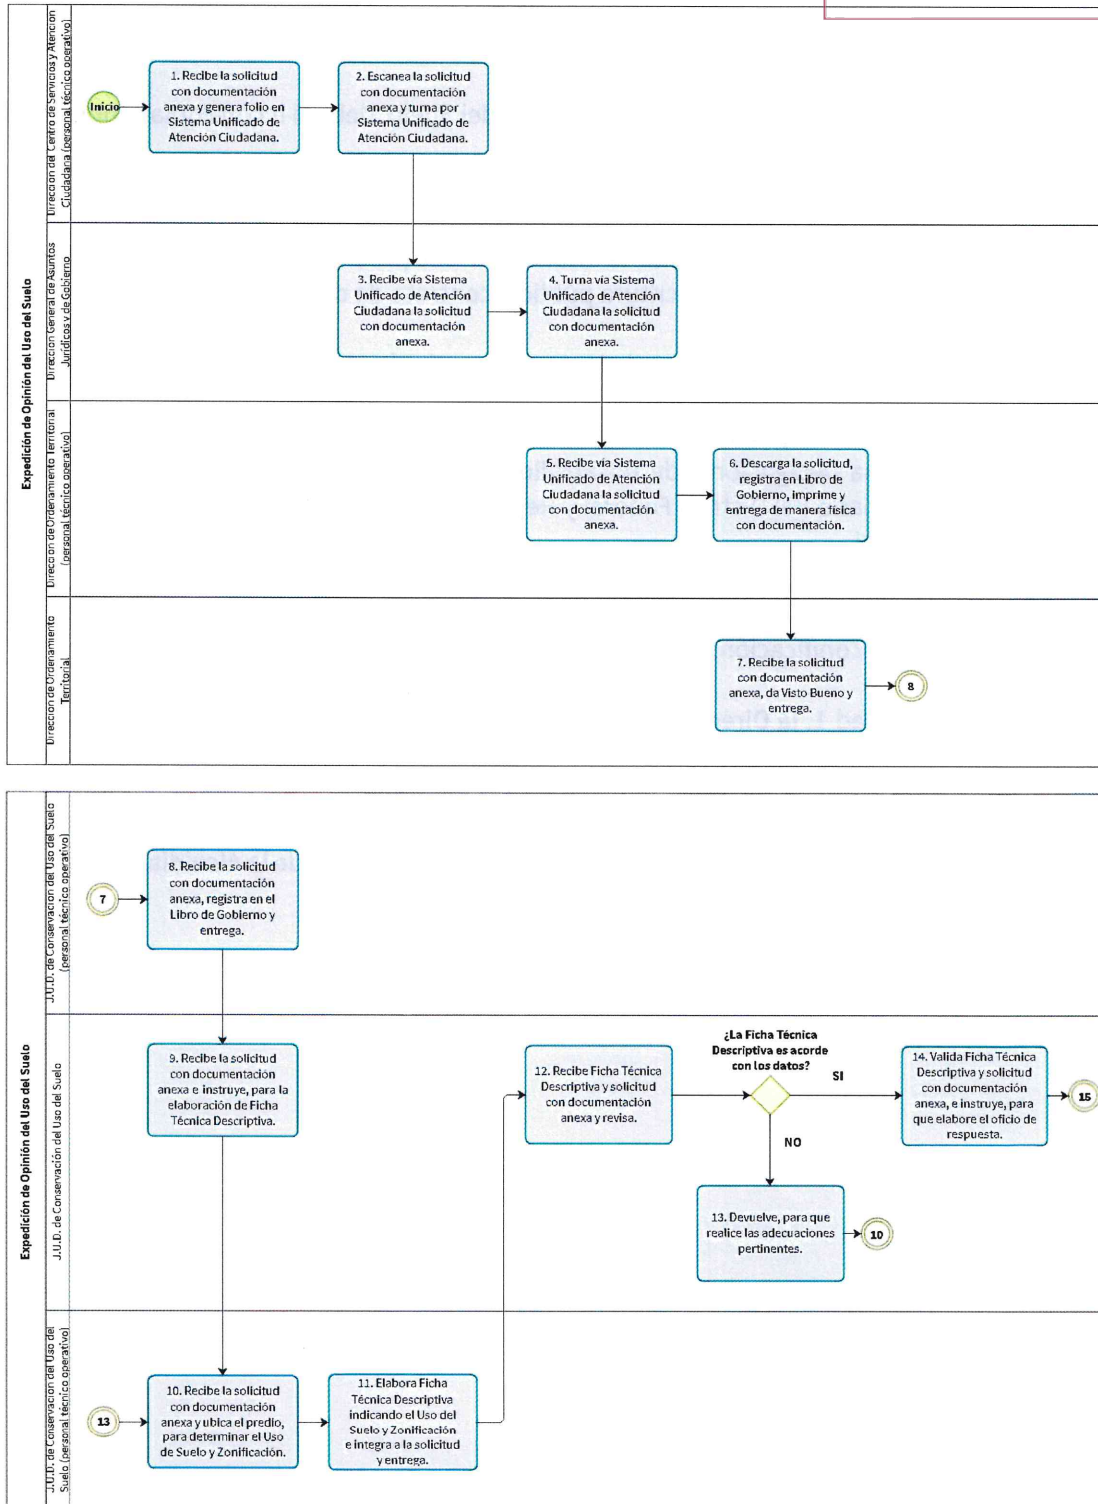 Expedición de Opinión del Uso del Suelo
Dirección del Centro de Servicios y Atención
Ciudadana (personal técnico operativo)
Inicio
1. Recibe la solicitud
con documentación
anexa y genera folio en
Sistema Unificado de
Atención Ciudadana.
2. Escanea la solicitud
con documentación
anexa y turna por
Sistema Unificado de
Atención Ciudadana.
Dirección General de Asuntos
Jurídicos y de Gobierno
3. Recibe vía Sistema
Unificado de Atención
Ciudadana la solicitud
con documentación
anexa.
4. Turna vía Sistema
Unificado de Atención
Ciudadana la solicitud
con documentación
anexa.
Dirección de Ordenamiento Territorial
(personal técnico operativo)
5. Recibe vía Sistema
Unificado de Atención
Ciudadana la solicitud
con documentación
anexa.
6. Descarga la solicitud,
registra en Libro de
Gobierno, imprime y
entrega de manera física
con documentación.
Dirección de Ordenamiento
Territorial
7. Recibe la solicitud
con documentación
anexa, da Visto Bueno y
entrega.
8
Expedición de Opinión del Uso del Suelo
J.U.D. de Conservación del Uso del Suelo
(personal técnico operativo)
7
8. Recibe la solicitud
con documentación
anexa, registra en el
Libro de Gobierno y
entrega.
J.U.D. de Conservación del Uso del Suelo
9. Recibe la solicitud
con documentación
anexa e instruye, para la
elaboración de Ficha
Técnica Descriptiva.
12. Recibe Ficha Técnica
Descriptiva y solicitud
con documentación
anexa y revisa.
¿La Ficha Técnica
Descriptiva es acorde
con los datos?
SI
NO
14. Valida Ficha Técnica
Descriptiva y solicitud
con documentación
anexa, e instruye, para
que elabore el oficio de
respuesta.
15
13. Devuelve, para que
realice las adecuaciones
pertinentes.
10
J.U.D. de Conservación del Uso del
Suelo (personal técnico operativo)
13
10. Recibe la solicitud
con documentación
anexa y ubica el predio,
para determinar el Uso
de Suelo y Zonificación.
11. Elabora Ficha
Técnica Descriptiva
indicando el Uso del
Suelo y Zonificación
e integra a la solicitud
y entrega.